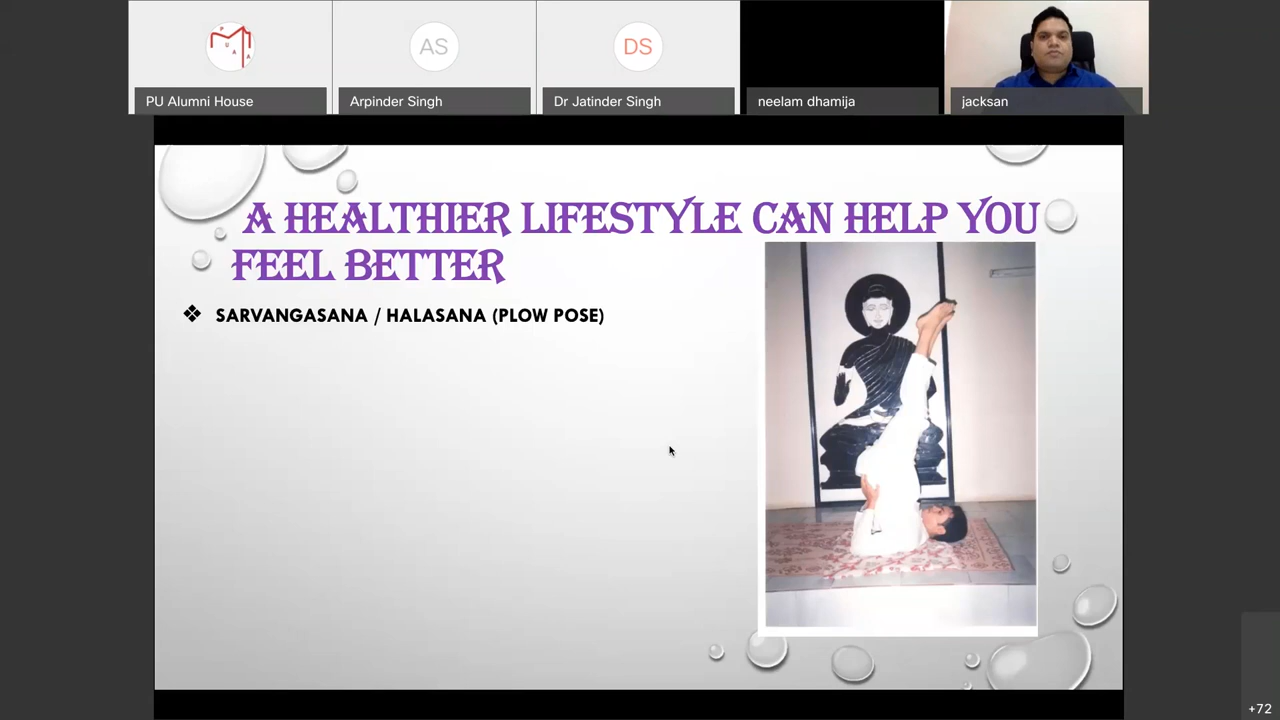 P
U
A
A
AS
DS
PU Alumni House
Arpinder Singh
Dr Jatinder Singh
neelam dhamija
jacksan
A HEALTHIER LIFESTYLE CAN HELP YOU
FEEL BETTER
❖ SARVANGASANA / HALASANA (PLOW POSE)
+72